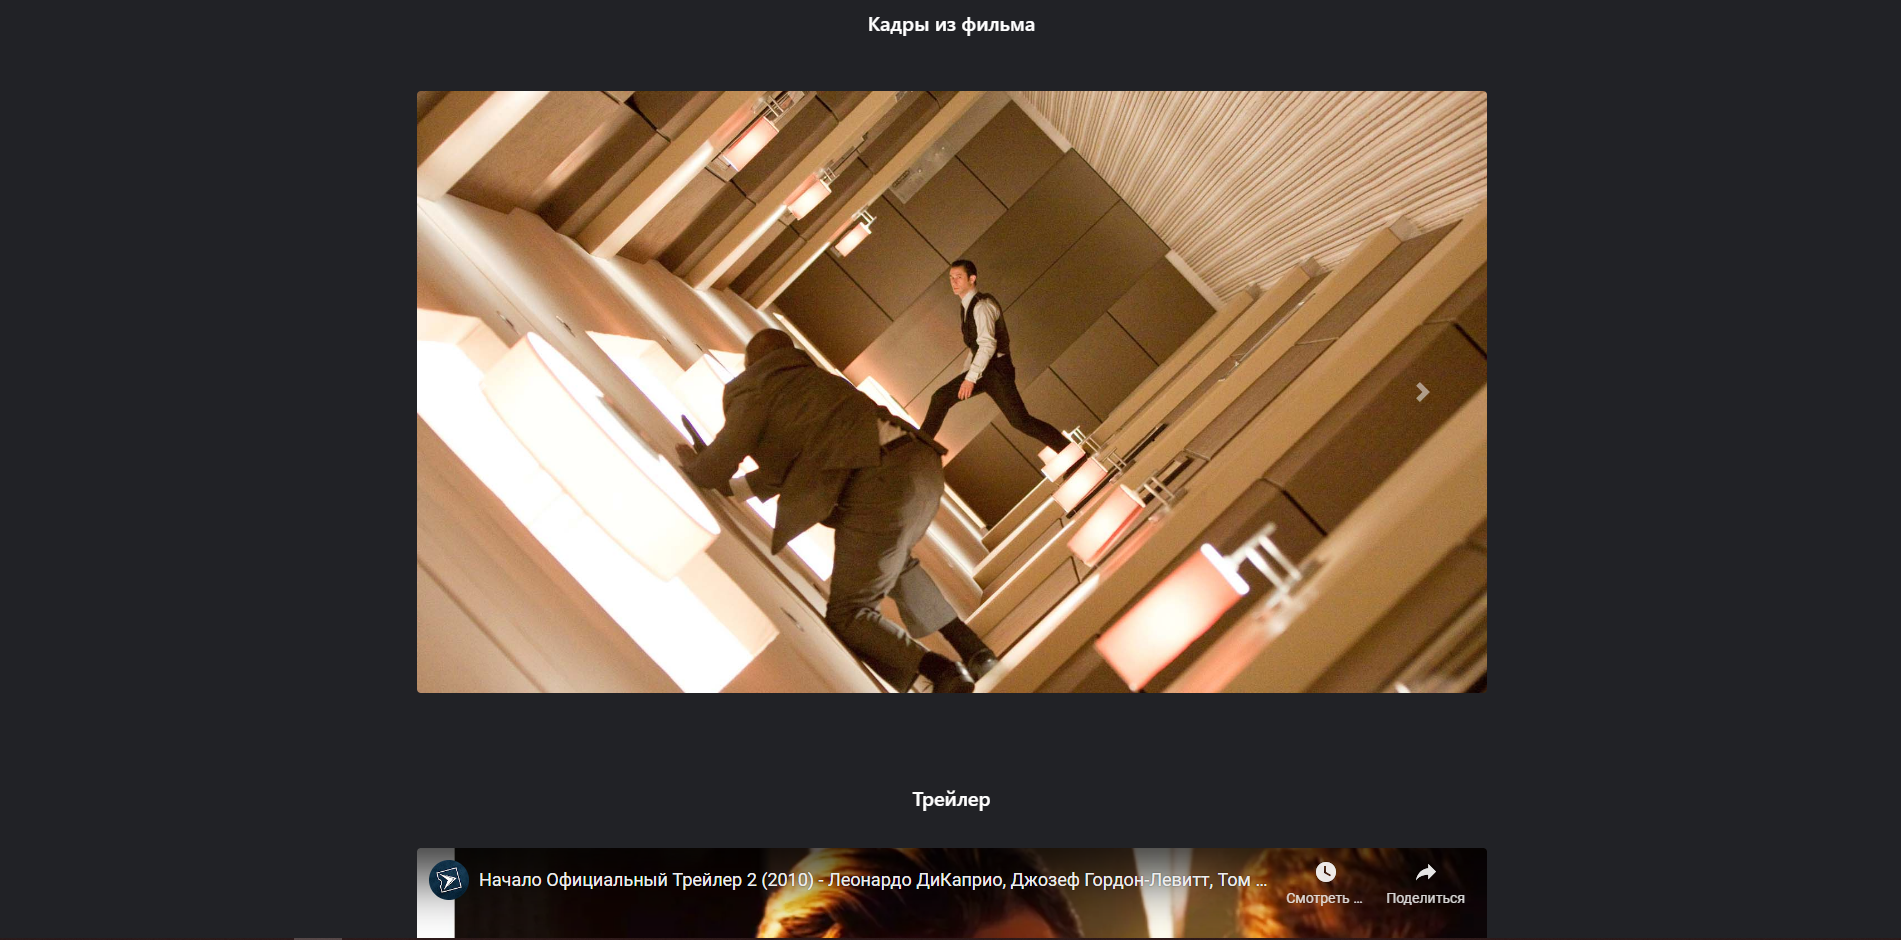 Кадры из фильма
Трейлер
Начало Официальный Трейлер 2 (2010) - Леонардо ДиКаприо, Джозеф Гордон-Левитт, Том ...
Смотреть ...
Поделиться